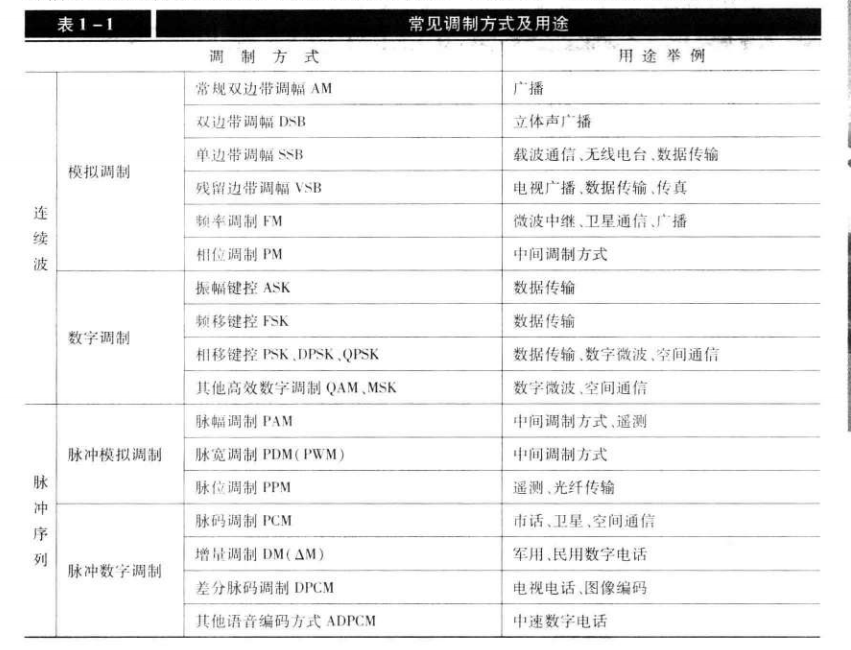 表1-1 常见调制方式及用途
调制方式 用途举例
连续波 模拟调制 常规双边带调幅 AM 广播
双边带调幅 DSB 立体声广播
单边带调幅 SSB 载波通信、无线电台、数据传输
残留边带调幅 VSB 电视广播、数据传输、传真
频率调制 FM 微波中继、卫星通信、广播
相位调制 PM 中间调制方式
数字调制 振幅键控 ASK 数据传输
频移键控 FSK 数据传输
相移键控 PSK、DPSK、QPSK 数据传输、数字微波、空间通信
其他高效数字调制 QAM、MSK 数字微波、空间通信
脉冲序列 脉冲模拟调制 脉幅调制 PAM 中间调制方式、遥测
脉宽调制 PDM(PWM) 中间调制方式
脉位调制 PPM 遥测、光纤传输
脉冲数字调制 脉码调制 PCM 市话、卫星、空间通信
增量调制 DM(ΔM) 军用、民用数字电话
差分脉码调制 DPCM 电视电话、图像编码
其他语音编码方式 ADPCM 中速数字电话